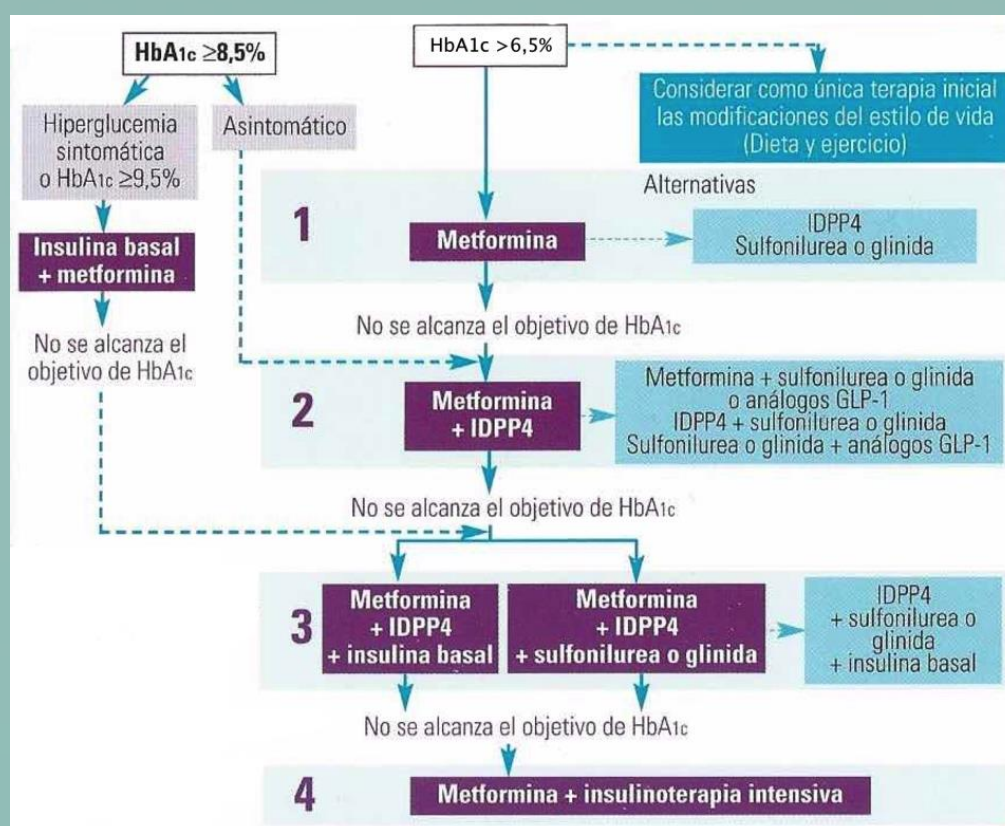 HbA1c ≥8,5%
HbA1c >6,5%
Considerar como única terapia inicial
las modificaciones del estilo de vida
(Dieta y ejercicio)
Hiperglucemia
sintomática
o HbA1c ≥9,5%
Asintomático
Alternativas
1
Metformina
IDPP4
Sulfonilurea o glinida
Insulina basal
+ metformina
No se alcanza el objetivo de HbA1c
No se alcanza el
objetivo de HbA1c
2
Metformina
+ IDPP4
Metformina + sulfonilurea o glinida
o análogos GLP-1
IDPP4 + sulfonilurea o glinida
Sulfonilurea o glinida + análogos GLP-1
No se alcanza el objetivo de HbA1c
3
Metformina
+ IDPP4
+ insulina basal
Metformina
+ IDPP4
+ sulfonilurea o glinida
IDPP4
+ sulfonilurea o
glinida
+ insulina basal
No se alcanza el objetivo de HbA1c
4
Metformina + insulinoterapia intensiva